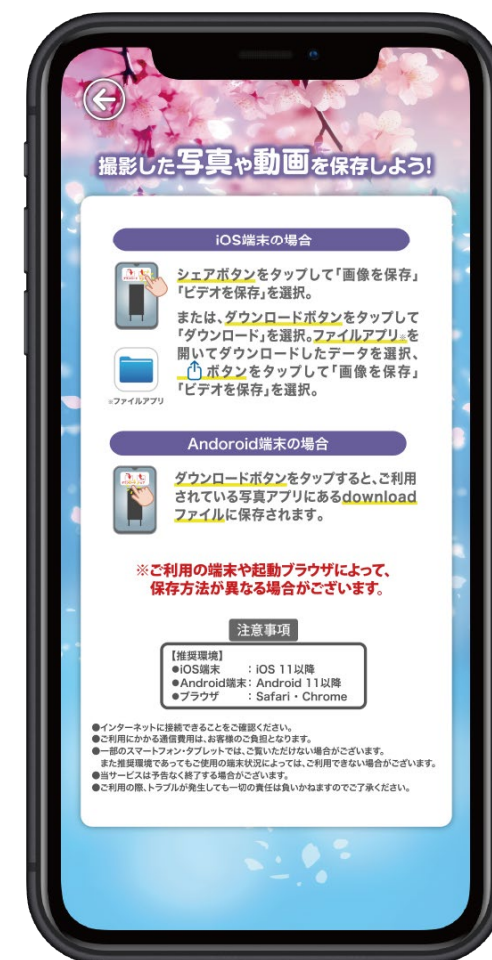 撮影した写真や動画を保存しよう!
iOS端末の場合
シェアボタンをタップして「画像を保存」
「ビデオを保存」を選択。
または、ダウンロードボタンをタップして
「ダウンロード」を選択。ファイルアプリ※を
開いてダウンロードしたデータを選択、
ボタンをタップして「画像を保存」
「ビデオを保存」を選択。
※ファイルアプリ
Andoroid端末の場合
ダウンロードボタンをタップすると、ご利用
されている写真アプリにあるdownload
ファイルに保存されます。
※ご利用の端末や起動ブラウザによって、
保存方法が異なる場合がございます。
注意事項
【推奨環境】
●iOS端末 : iOS 11以降
●Android端末 : Android 11以降
●ブラウザ : Safari・Chrome
●インターネットに接続できることをご確認ください。
●ご利用にかかる通信費用は、お客様のご負担となります。
●一部のスマートフォン・タブレットでは、ご覧いただけない場合がございます。
また推奨環境であってもご使用の端末状況によっては、ご利用できない場合がございます。
●当サービスは予告なく終了する場合がございます。
●ご利用の際、トラブルが発生しても一切の責任は負いかねますのでご了承ください。